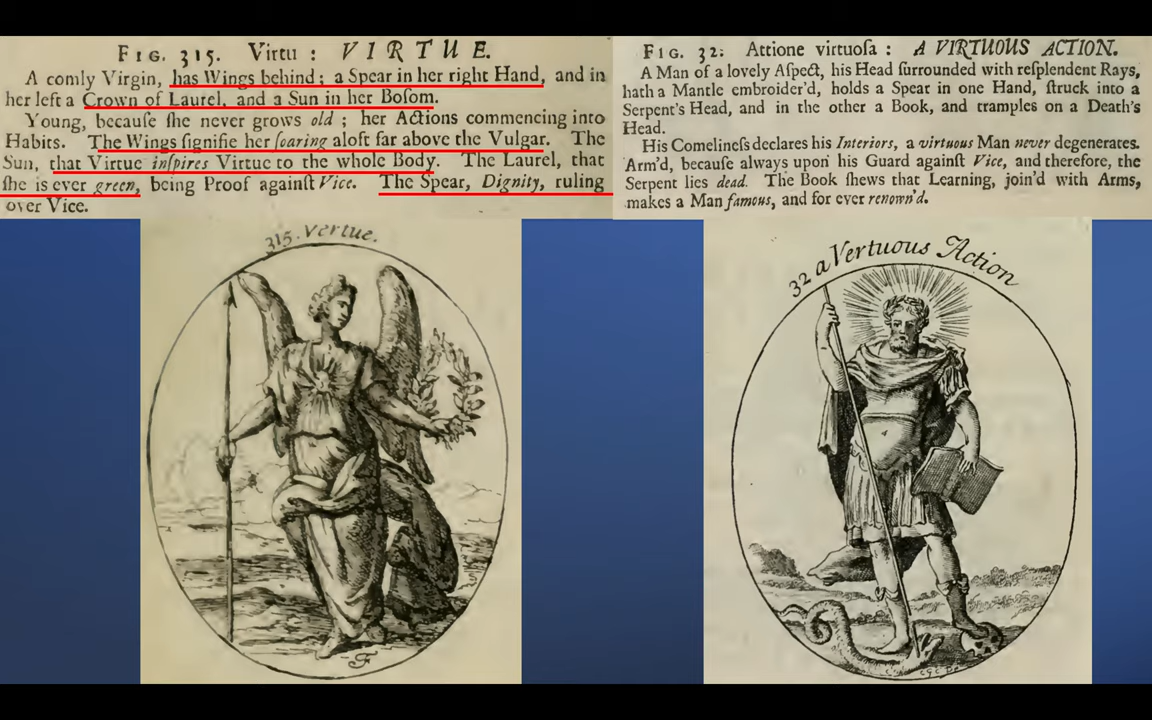 FIG. 315. Virtu : VIRTUE.
A comly Virgin, has Wings behind ; a Spear in her right Hand, and in
her left a Crown of Laurel, and a Sun in her Boſom.
Young, becauſe ſhe never grows old ; her Actions commencing into
Habits. The Wings ſignifie her ſoaring aloft far above the Vulgar. The
Sun, that Virtue inſpires Virtue to the whole Body. The Laurel, that
ſhe is ever green, being Proof againſt Vice. The Spear, Dignity, ruling
over Vice.
315. Vertue.
F
FIG. 32: Attione virtuoſa : A VIRTUOUS ACTION.
A Man of a lovely Aſpect, his Head ſurrounded with reſplendent Rays,
hath a Mantle embroider'd, holds a Spear in one Hand, ſtruck into a
Serpent's Head, and in the other a Book, and tramples on a Death's
Head.
His Comelineſs declares his Interiors, a virtuous Man never degenerates.
Arm'd, becauſe always upon his Guard againſt Vice, and therefore, the
Serpent lies dead. The Book ſhews that Learning, join'd with Arms,
makes a Man famous, and for ever renown'd.
32 a Vertuous Action